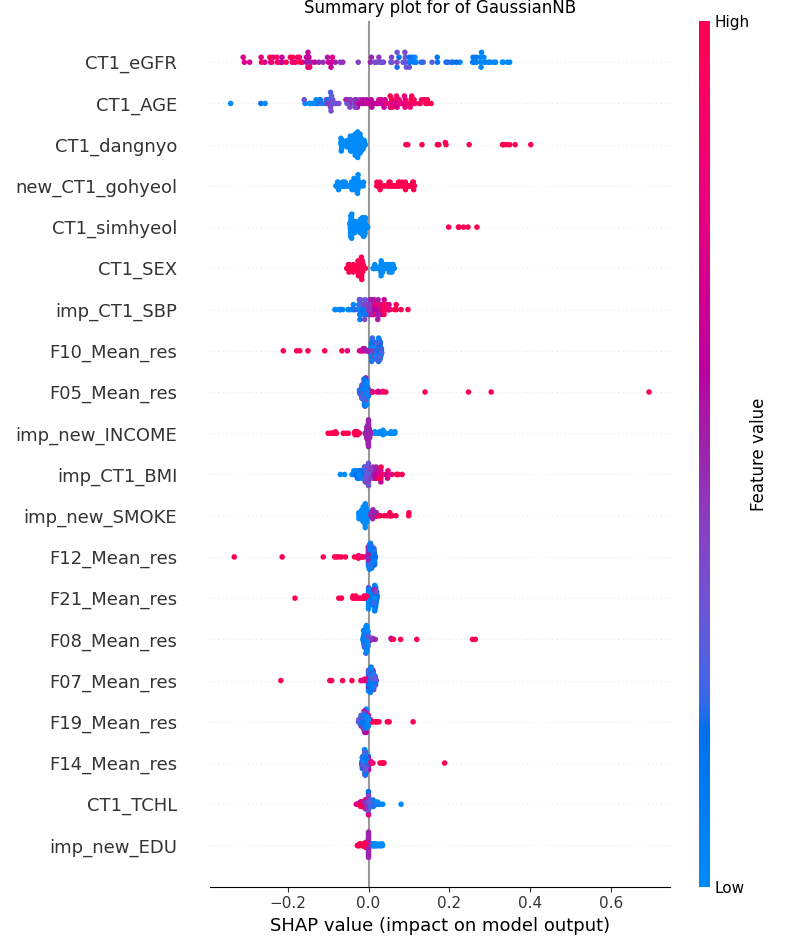 Summary plot for of GaussianNB
High
CT1_eGFR
CT1_AGE
CT1_dangnyo
new_CT1_gohyeol
CT1_simhyeol
CT1_SEX
imp_CT1_SBP
F10_Mean_res
F05_Mean_res
imp_new_INCOME
imp_CT1_BMI
imp_new_SMOKE
F12_Mean_res
F21_Mean_res
F08_Mean_res
F07_Mean_res
F19_Mean_res
F14_Mean_res
CT1_TCHL
imp_new_EDU
Feature value
Low
−0.2 0.0 0.2 0.4 0.6
SHAP value (impact on model output)